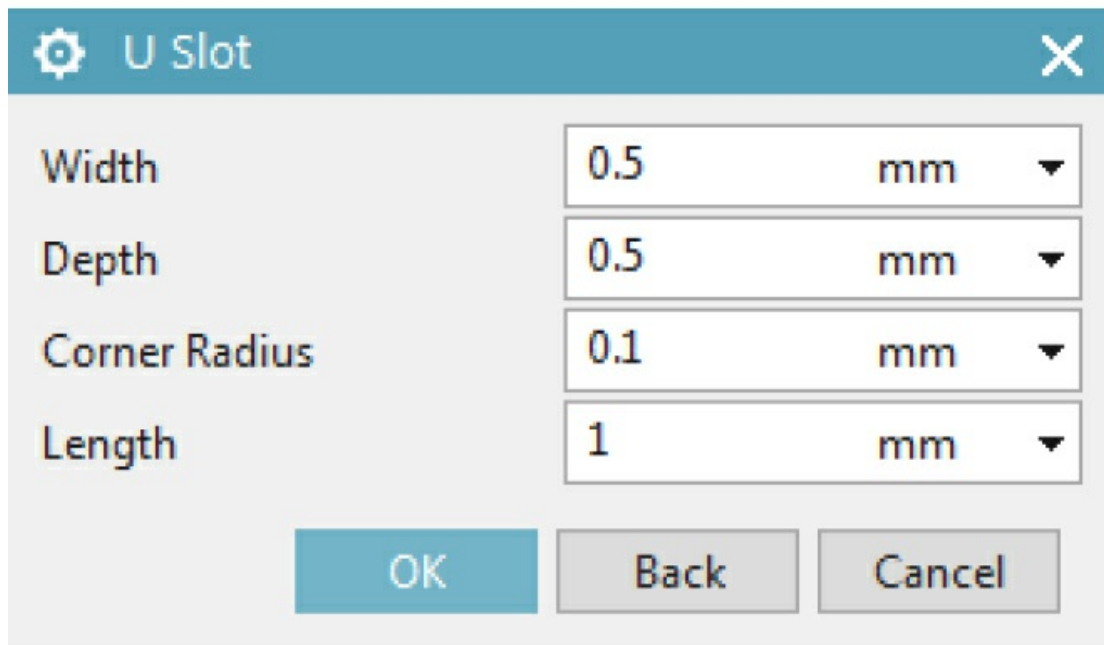 U Slot
Width 0.5 mm
Depth 0.5 mm
Corner Radius 0.1 mm
Length 1 mm
OK Back Cancel